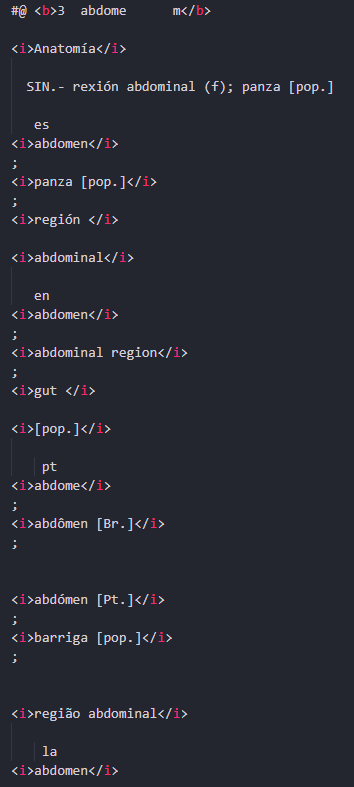 #@ <b>3  abdome      m</b>
<i>Anatomía</i>
SIN.- rexión abdominal (f); panza [pop.]
es
<i>abdomen</i>
;
<i>panza [pop.]</i>
;
<i>región </i>
<i>abdominal</i>
en
<i>abdomen</i>
;
<i>abdominal region</i>
;
<i>gut </i>
<i>[pop.]</i>
pt
<i>abdome</i>
;
<i>abdômen [Br.]</i>
;
<i>abdómen [Pt.]</i>
;
<i>barriga [pop.]</i>
;
<i>região abdominal</i>
la
<i>abdomen</i>